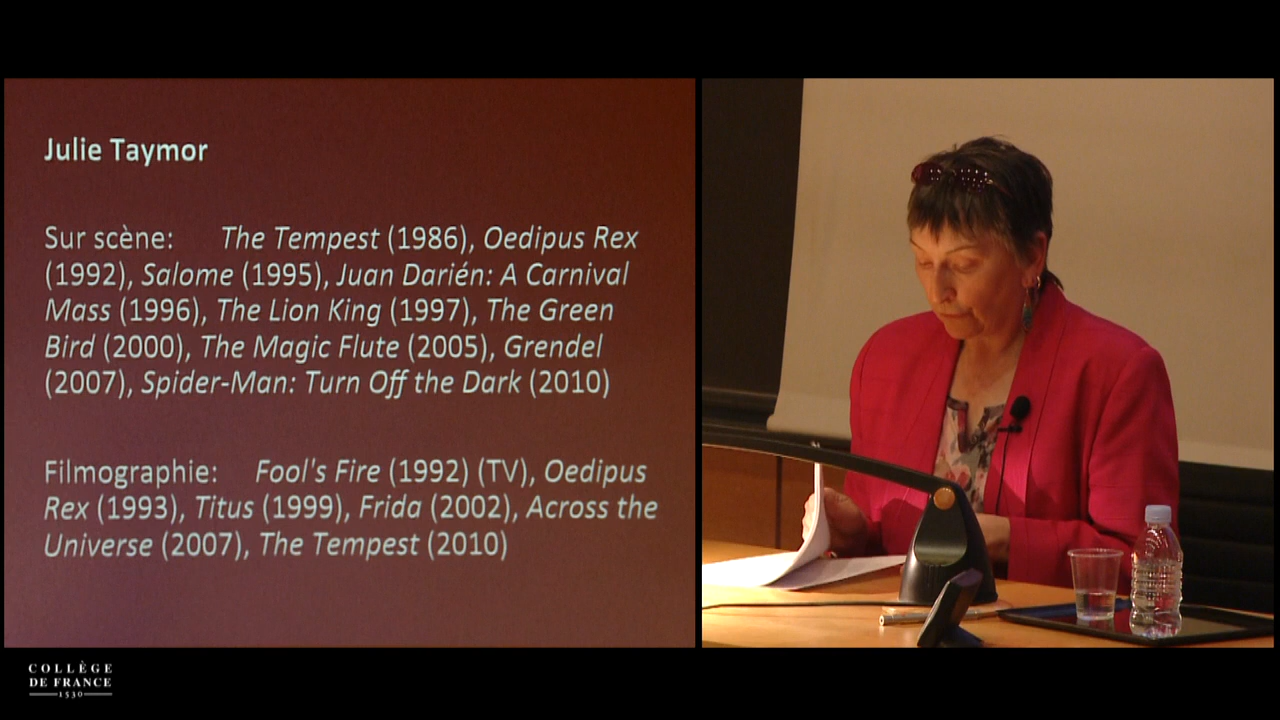 Julie Taymor
Sur scène: The Tempest (1986), Oedipus Rex
(1992), Salome (1995), Juan Darién: A Carnival
Mass (1996), The Lion King (1997), The Green
Bird (2000), The Magic Flute (2005), Grendel
(2007), Spider-Man: Turn Off the Dark (2010)
Filmographie: Fool's Fire (1992) (TV), Oedipus
Rex (1993), Titus (1999), Frida (2002), Across the
Universe (2007), The Tempest (2010)
COLLÈGE
DE FRANCE
1530